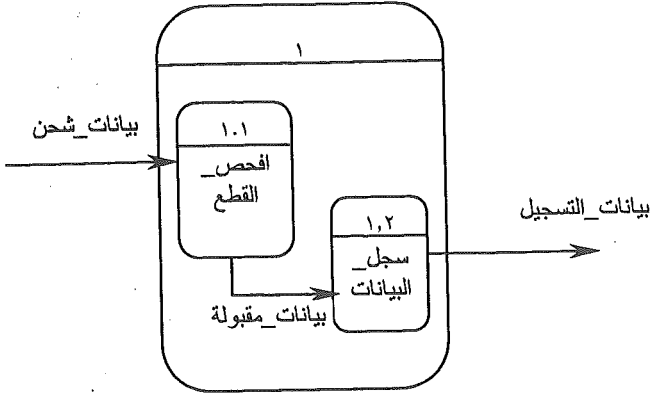 ١
بيانات_شحن
١.١
افحص_
القطع
١,٢
سجل_
البيانات
بيانات_التسجيل
بيانات_مقبولة